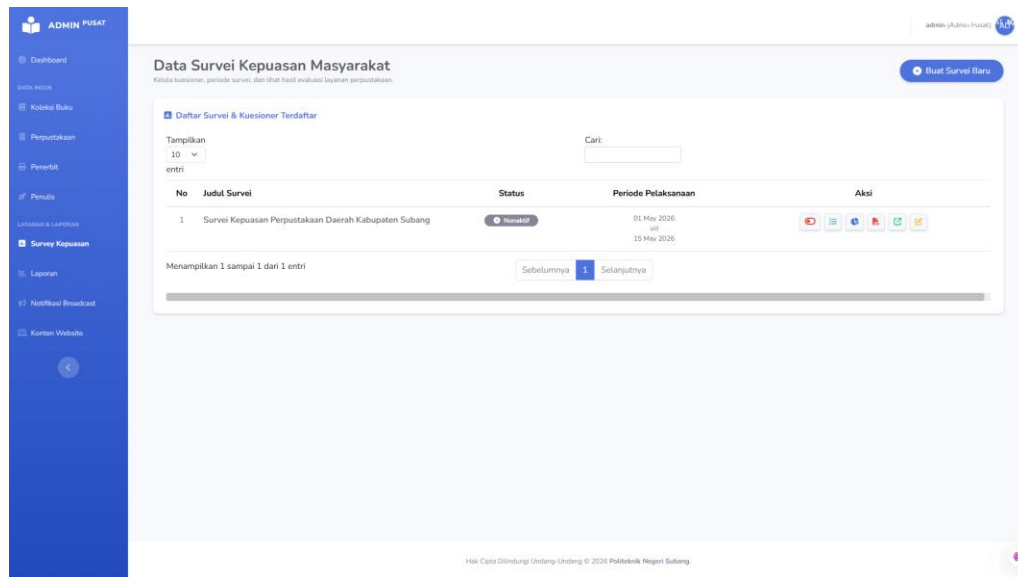 ADMIN PUSAT
admin (Admin Pusat)
Dashboard
DATA INDUK
Koleksi Buku
Perpustakaan
Penerbit
Penulis
LAYANAN & LAPORAN
Survey Kepuasan
Laporan
Notifikasi Broadcast
Konten Website
Data Survei Kepuasan Masyarakat
Kelola kuesioner, periode survei, dan lihat hasil evaluasi layanan perpustakaan.
Buat Survei Baru
Daftar Survei & Kuesioner Terdaftar
Tampilkan
10
entri
Cari:
No Judul Survei Status Periode Pelaksanaan Aksi
1 Survei Kepuasan Perpustakaan Daerah Kabupaten Subang Nonaktif 01 May 2026
s/d
15 May 2026
Menampilkan 1 sampai 1 dari 1 entri
Sebelumnya 1 Selanjutnya
Hak Cipta Dilindungi Undang-Undang © 2026 Politeknik Negeri Subang.